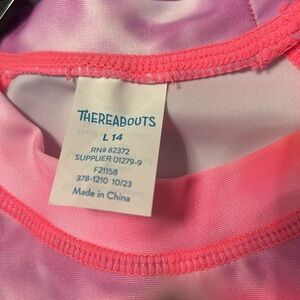 THEREABOUTS
L 14
RN# 62372
SUPPLIER 01279-9
F21158
378-1210 10/23
Made in China